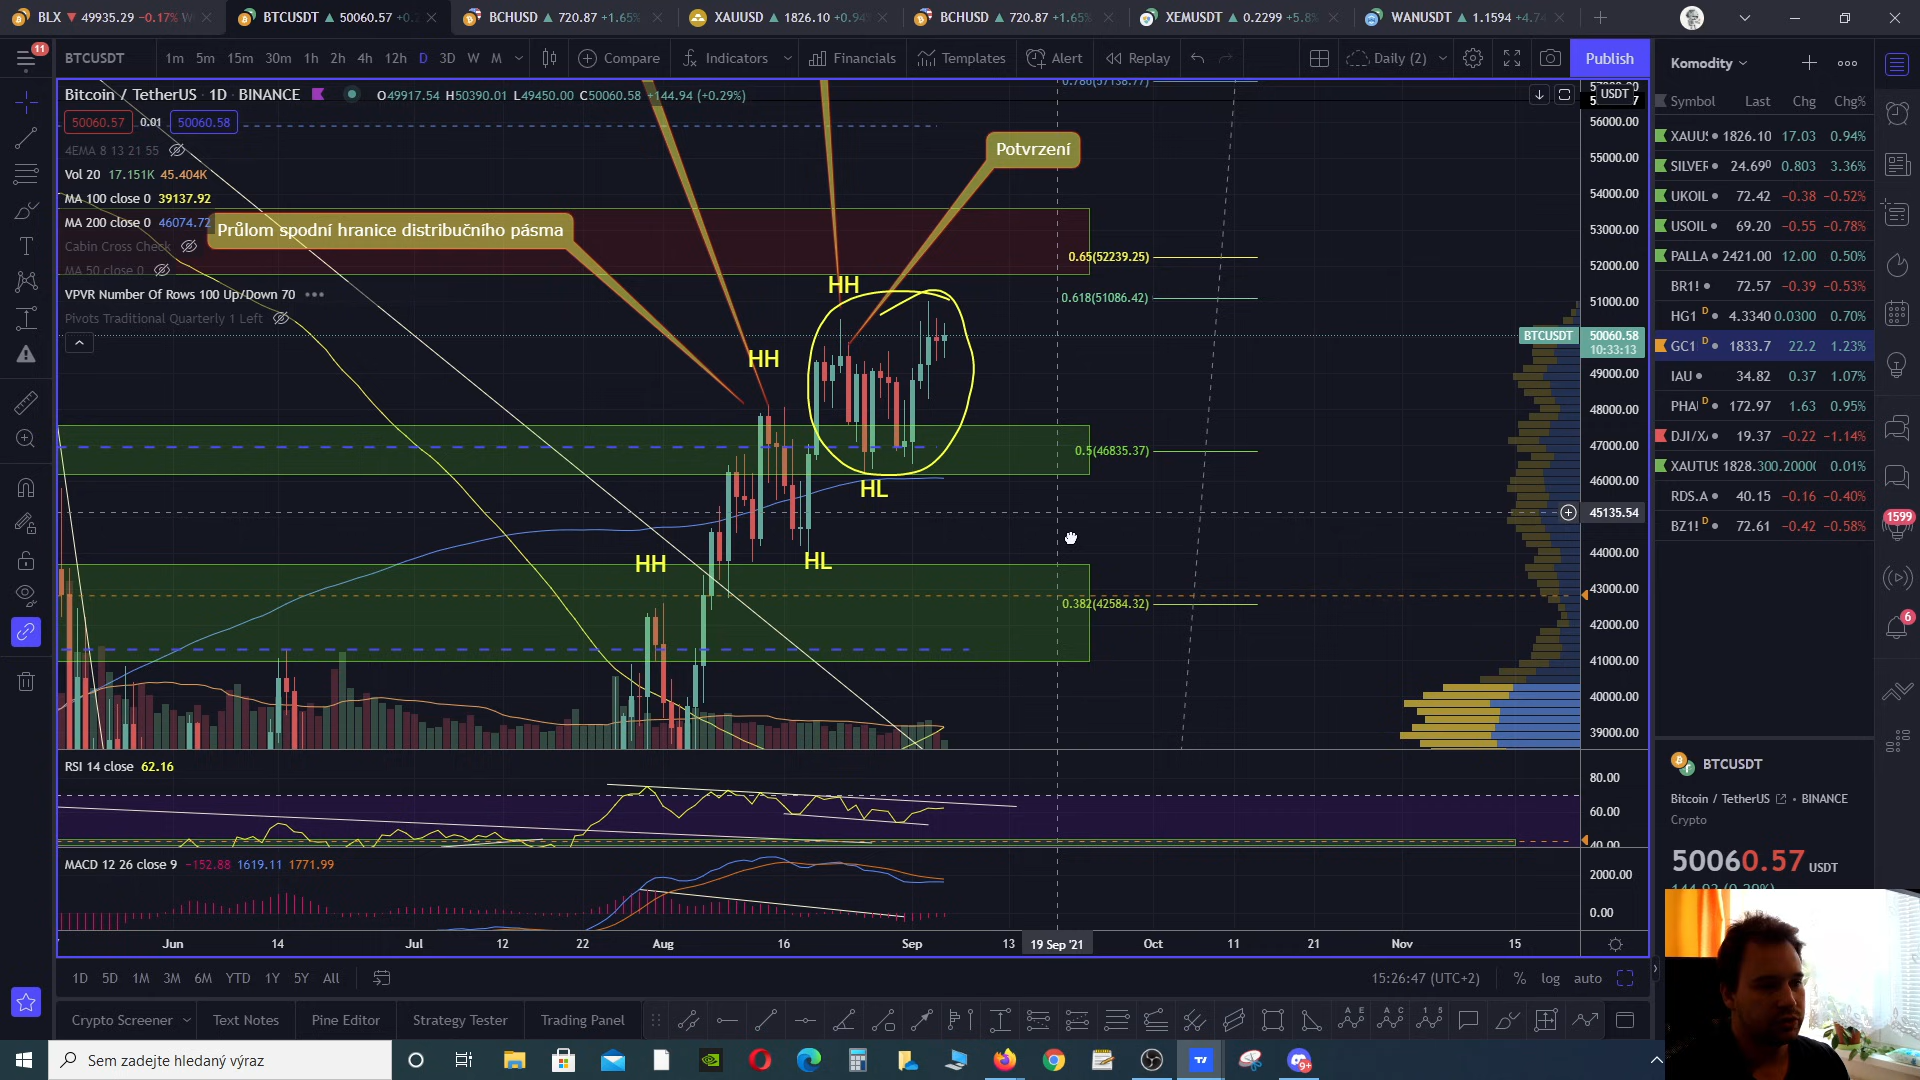 BLX ▼ 49935.29 −0.17%
BTCUSDT ▲ 50060.57
BCHUSD ▲ 720.87 +1.65%
XAUUSD ▲ 1826.10 +0.94
BCHUSD ▲ 720.87 +1.65%
XEMUSDT ▲ 0.2299 +5.8
WANUSDT ▲ 1.1594 +4.7
11
BTCUSDT 1m 5m 15m 30m 1h 2h 4h 12h D 3D W M Compare Indicators Financials Templates Alert Replay Daily (2) Publish
Komodity
Bitcoin / TetherUS · 1D · BINANCE O49917.54 H50390.01 L49450.00 C50060.58 +144.94 (+0.29%)
50060.57 0.01 50060.58
4EMA 8 13 21 55
Vol 20 17.151K 45.404K
MA 100 close 0 39137.92
MA 200 close 0 46074.72
Cabin Cross Check
MA 50 close 0
VPVR Number Of Rows 100 Up/Down 70
Pivots Traditional Quarterly 1 Left
Průlom spodní hranice distribučního pásma
Potvrzení
HH
HH
HH
HL
HL
0.65(52239.25)
0.618(51086.42)
0.5(46835.37)
0.382(42584.32)
USDT
56000.00
55000.00
54000.00
53000.00
52000.00
51000.00
BTCUSDT 50060.58
10:33:13
49000.00
48000.00
47000.00
46000.00
45135.54
44000.00
43000.00
42000.00
41000.00
40000.00
39000.00
RSI 14 close 62.16
80.00
60.00
40.00
MACD 12 26 close 9 −152.88 1619.11 1771.99
2000.00
0.00
Jun 14 Jul 12 22 Aug 16 Sep 13 19 Sep '21 Oct 11 21 Nov 15
1D 5D 1M 3M 6M YTD 1Y 5Y All
15:26:47 (UTC+2) % log auto
Crypto Screener Text Notes Pine Editor Strategy Tester Trading Panel
Symbol Last Chg Chg%
1826.10 17.03 0.94%
SILVER 24.690 0.803 3.36%
UKOIL 72.42 −0.38 −0.52%
USOIL 69.20 −0.55 −0.78%
PALLA 2421.00 12.00 0.50%
BR1! 72.57 −0.39 −0.53%
HG1 D 4.3340 0.0300 0.70%
GC1 D 1833.7 22.2 1.23%
IAU 34.82 0.37 1.07%
PHA D 172.97 1.63 0.95%
DJI/X 19.37 −0.22 −1.14%
XAUTUS 1828.30 0.01%
RDS.A 40.15 −0.16 −0.40%
BZ1! D 72.61 −0.42 −0.58%
1599
6
BTCUSDT
Bitcoin / TetherUS · BINANCE
Crypto
50060.57 USDT
Sem zadejte hledaný výraz
9+